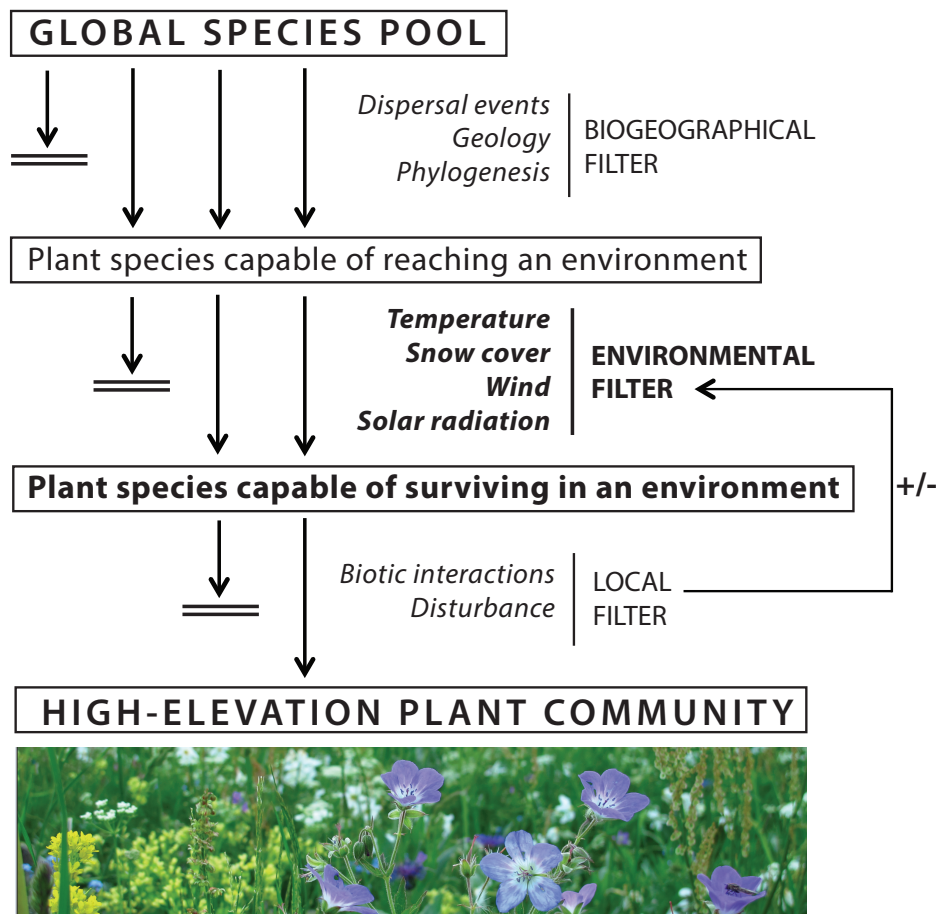 GLOBAL SPECIES POOL
Dispersal events
Geology
Phylogenesis
BIOGEOGRAPHICAL
FILTER
Plant species capable of reaching an environment
Temperature
Snow cover
Wind
Solar radiation
ENVIRONMENTAL
FILTER
Plant species capable of surviving in an environment
+/-
Biotic interactions
Disturbance
LOCAL
FILTER
HIGH-ELEVATION PLANT COMMUNITY